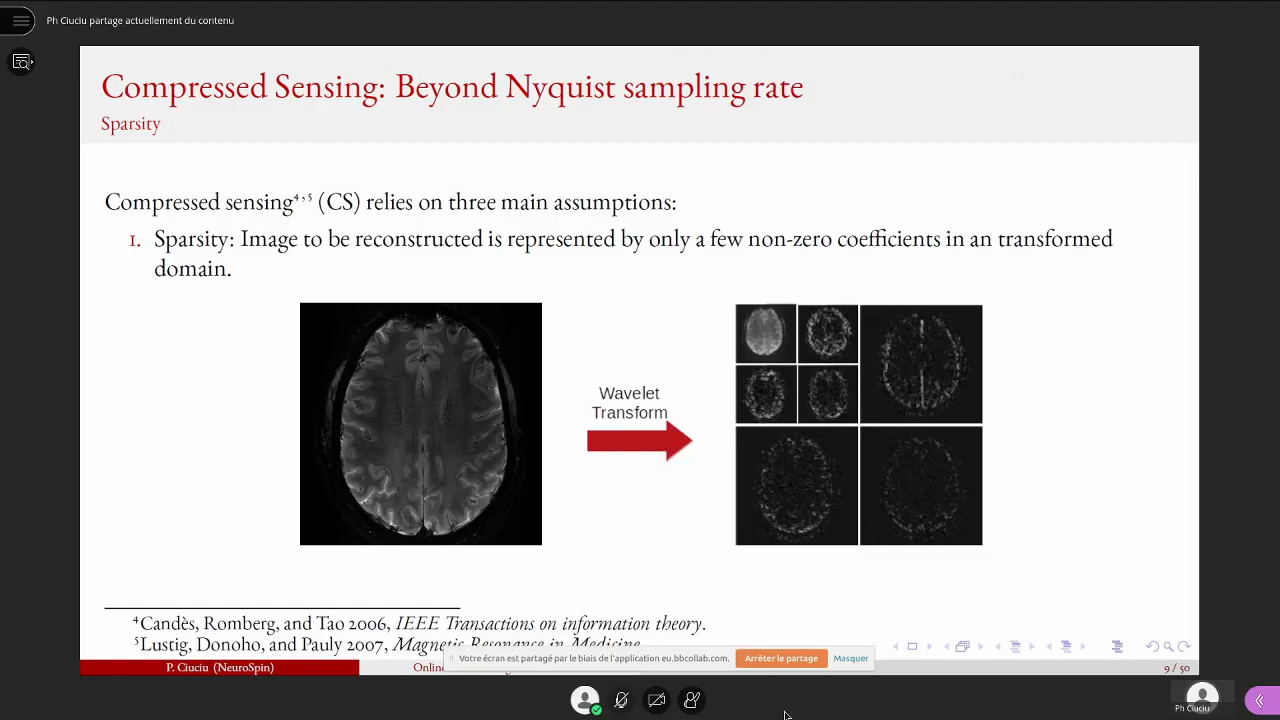 Ph Ciuciu partage actuellement du contenu
Compressed Sensing: Beyond Nyquist sampling rate
Sparsity
Compressed sensing⁴,⁵ (CS) relies on three main assumptions:
1. Sparsity: Image to be reconstructed is represented by only a few non-zero coefficients in an transformed
domain.
Wavelet
Transform
⁴Candès, Romberg, and Tao 2006, IEEE Transactions on information theory.
⁵Lustig, Donoho, and Pauly 2007, Magnetic Resonance in Medicine.
Votre écran est partagé par le biais de l'application eu.bbcollab.com.
Arrêter le partage
Masquer
P. Ciuciu (NeuroSpin)
9 / 50
Ph Ciuciu